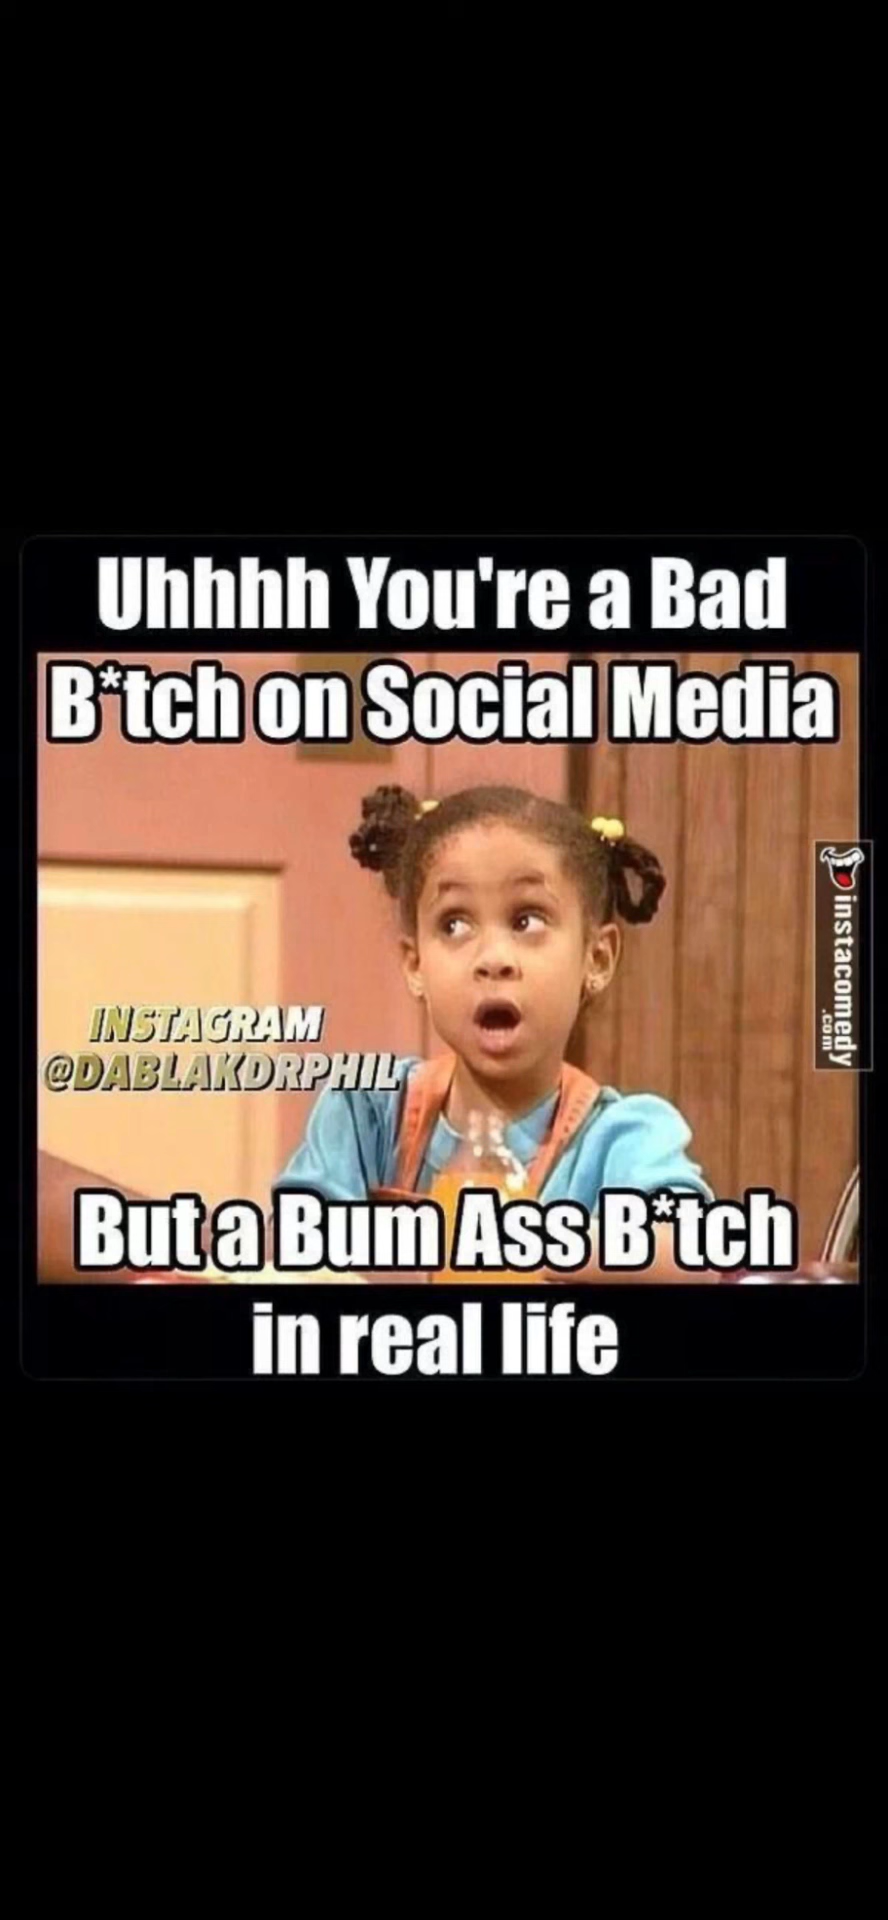 Uhhhh You're a Bad
B*tch on Social Media
instacomedy
.com
INSTAGRAM
@DABLAKDRPHIL
But a Bum Ass B*tch
in real life